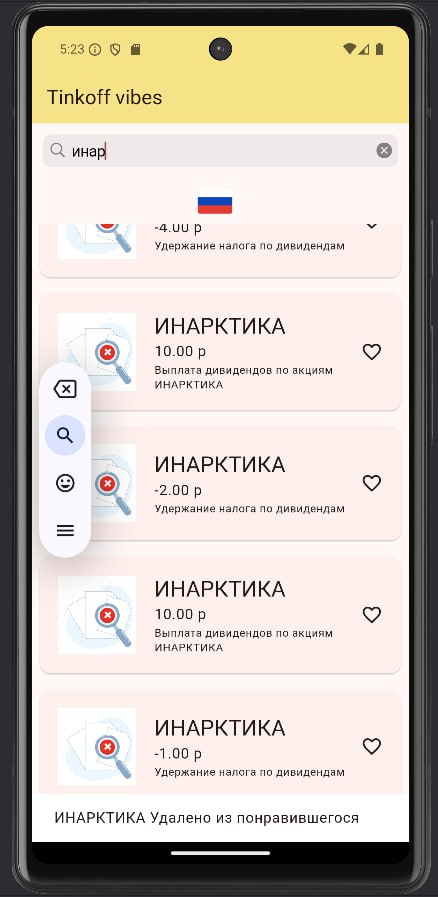 5:23
Tinkoff vibes
инар
-4.00 р
Удержание налога по дивидендам
ИНАРКТИКА
10.00 р
Выплата дивидендов по акциям
ИНАРКТИКА
ИНАРКТИКА
-2.00 р
Удержание налога по дивидендам
ИНАРКТИКА
10.00 р
Выплата дивидендов по акциям
ИНАРКТИКА
ИНАРКТИКА
-1.00 р
Удержание налога по дивидендам
ИНАРКТИКА Удалено из понравившегося